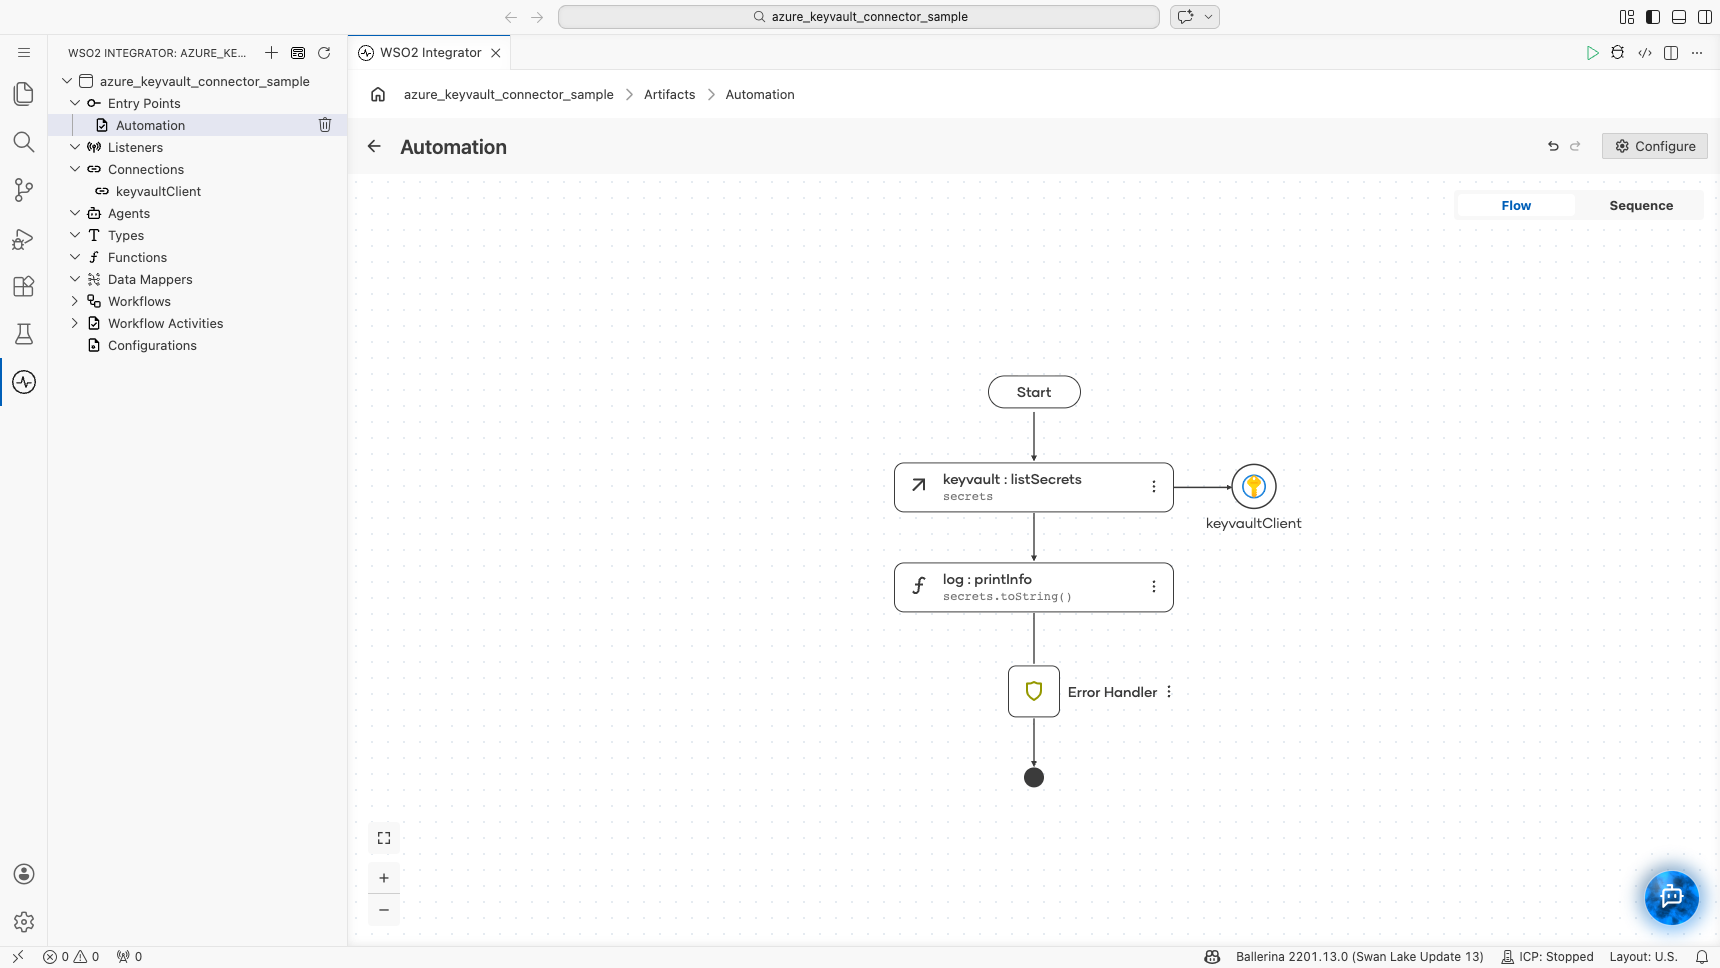 azure_keyvault_connector_sample
WSO2 INTEGRATOR: AZURE_KE...
WSO2 Integrator
azure_keyvault_connector_sample
Entry Points
Automation
Listeners
Connections
keyvaultClient
Agents
Types
Functions
Data Mappers
Workflows
Workflow Activities
Configurations
azure_keyvault_connector_sample
Artifacts
Automation
Automation
Configure
Flow
Sequence
Start
keyvault : listSecrets
secrets
keyvaultClient
log : printInfo
secrets.toString()
Error Handler
0
0
0
Ballerina 2201.13.0 (Swan Lake Update 13)
ICP: Stopped
Layout: U.S.